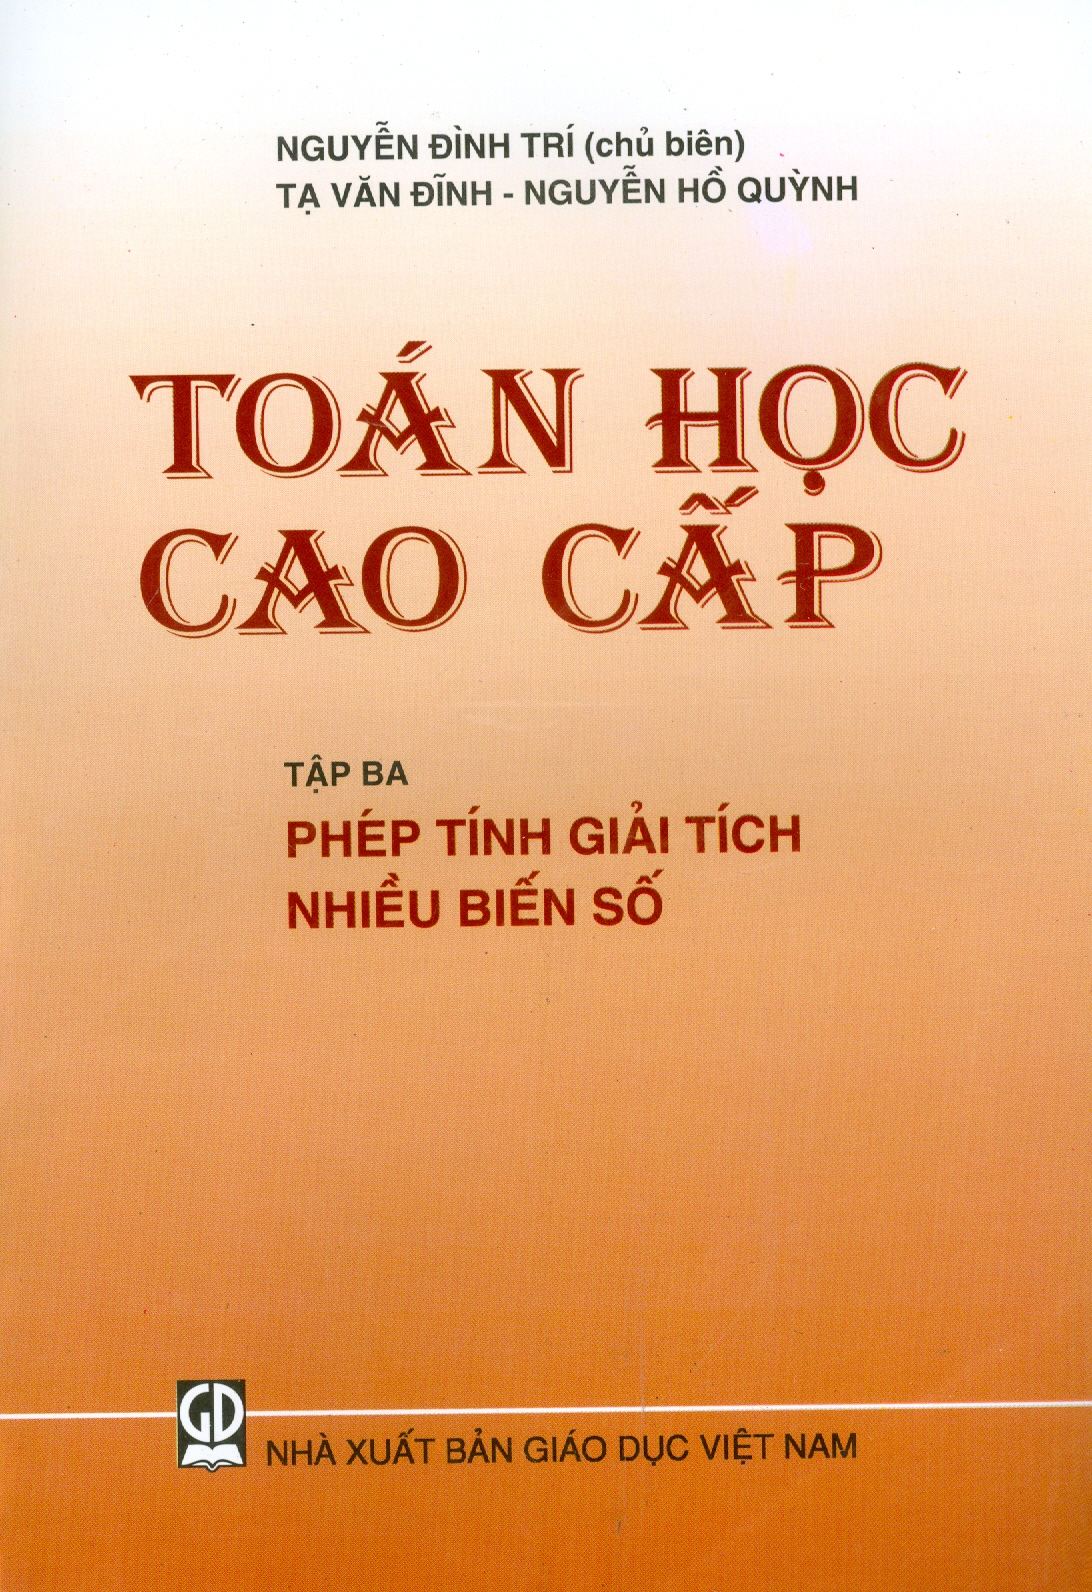 NGUYỄN ĐÌNH TRÍ (chủ biên)
TẠ VĂN ĐĨNH - NGUYỄN HỒ QUỲNH
TOÁN HỌC
CAO CẤP
TẬP BA
PHÉP TÍNH GIẢI TÍCH
NHIỀU BIẾN SỐ
GD
NHÀ XUẤT BẢN GIÁO DỤC VIỆT NAM